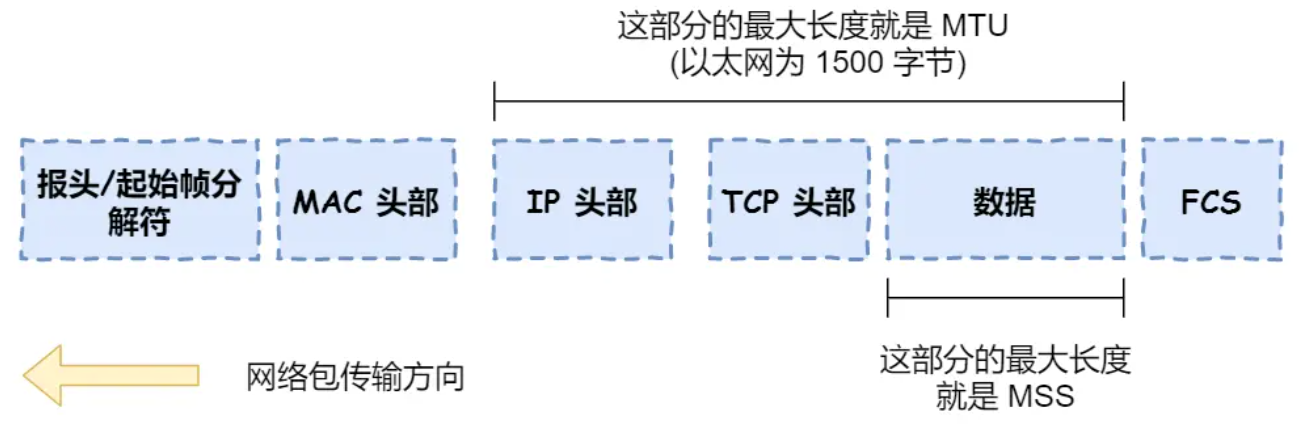 这部分的最大长度就是 MTU
(以太网为 1500 字节)
报头/起始帧分
解符
MAC 头部
IP 头部
TCP 头部
数据
FCS
网络包传输方向
这部分的最大长度
就是 MSS